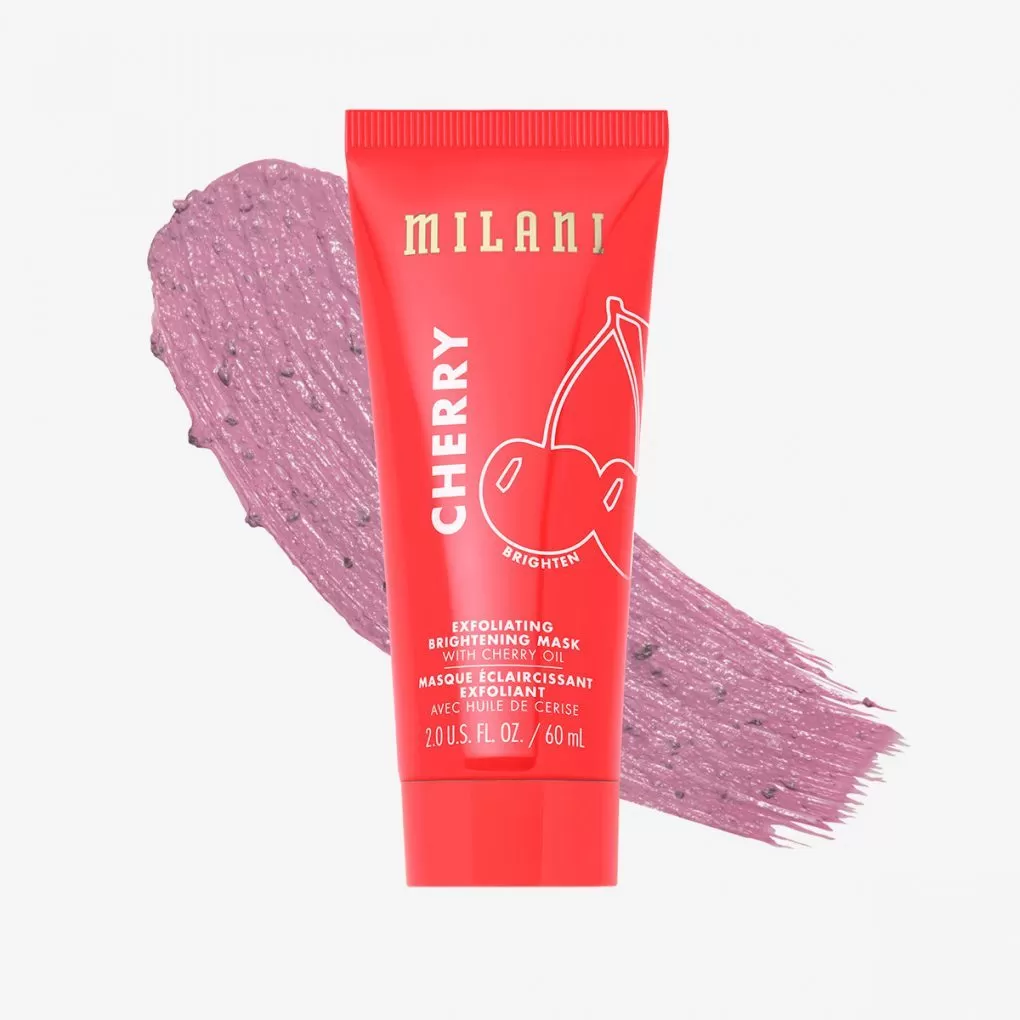 MILANI
CHERRY
BRIGHTEN
EXFOLIATING
BRIGHTENING MASK
WITH CHERRY OIL
MASQUE ÉCLAIRCISSANT
EXFOLIANT
AVEC HUILE DE CERISE
2.0 U.S. FL. OZ. / 60 mL